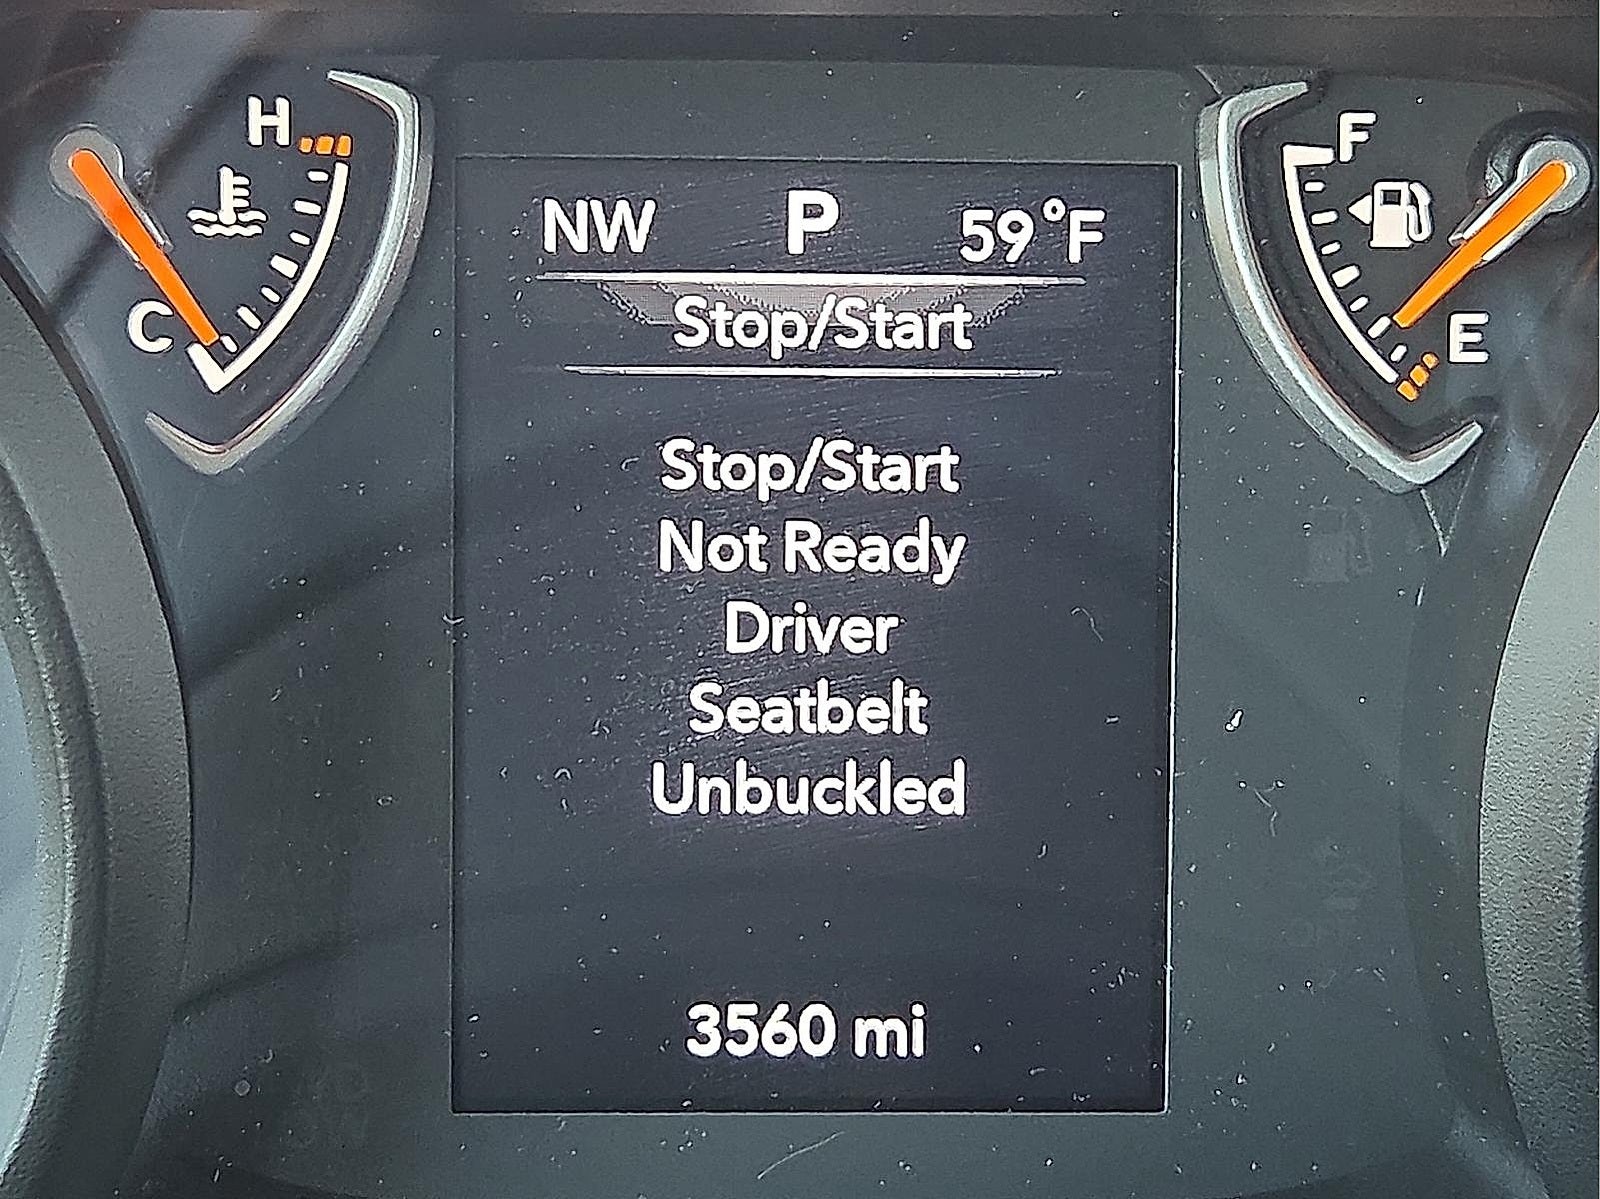 H
F
NW P 59°F
C
Stop/Start
E
Stop/Start
Not Ready
Driver
Seatbelt
Unbuckled
3560 mi